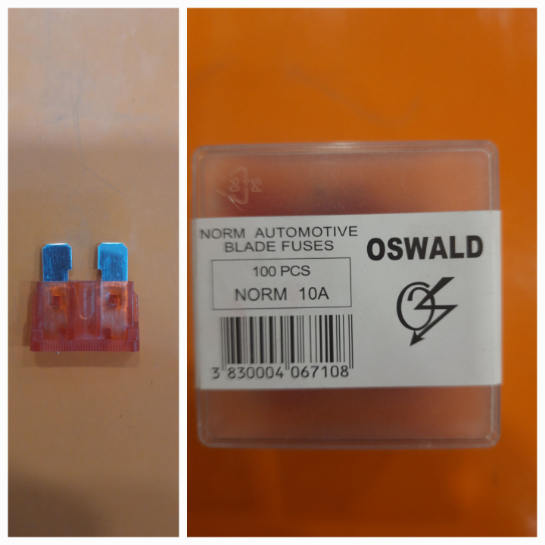 NORM AUTOMOTIVE
BLADE FUSES
OSWALD
100 PCS
NORM 10A
3 830004 067108